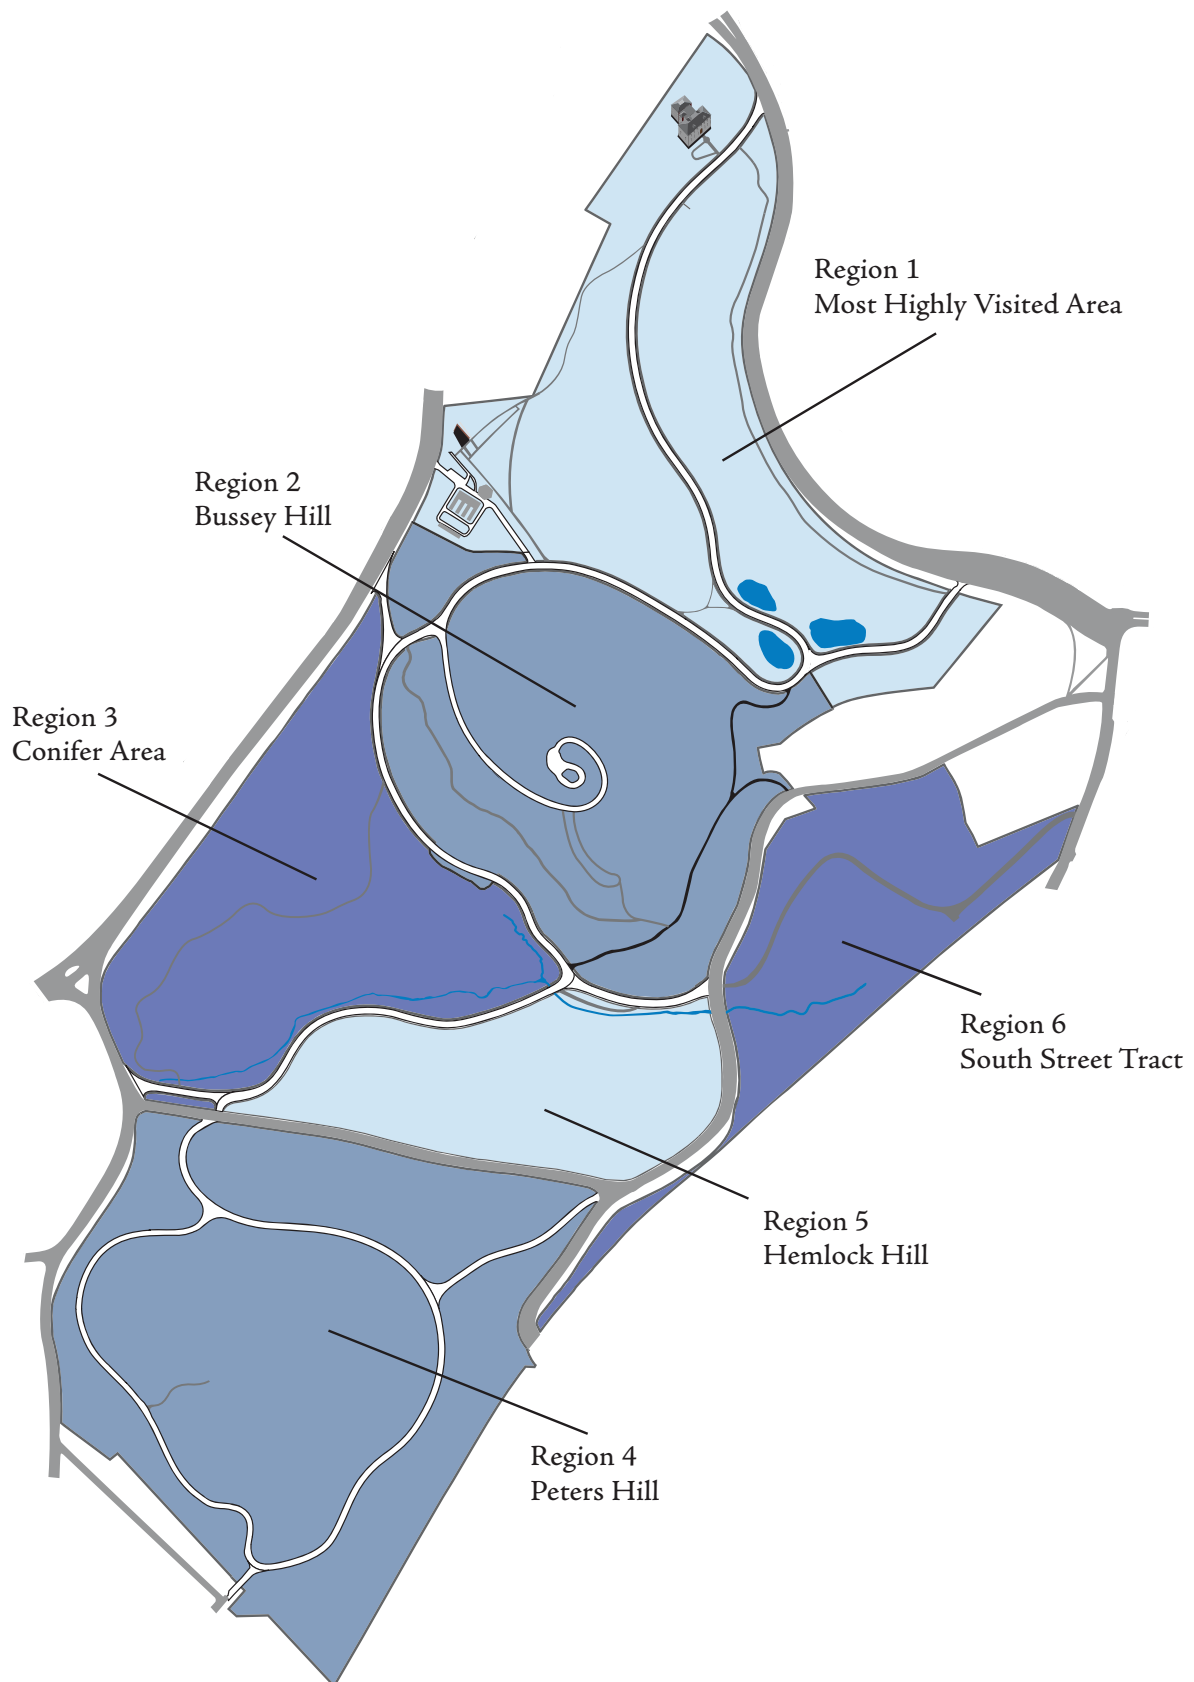 Region 1
Most Highly Visited Area
Region 2
Bussey Hill
Region 3
Conifer Area
Region 6
South Street Tract
Region 5
Hemlock Hill
Region 4
Peters Hill